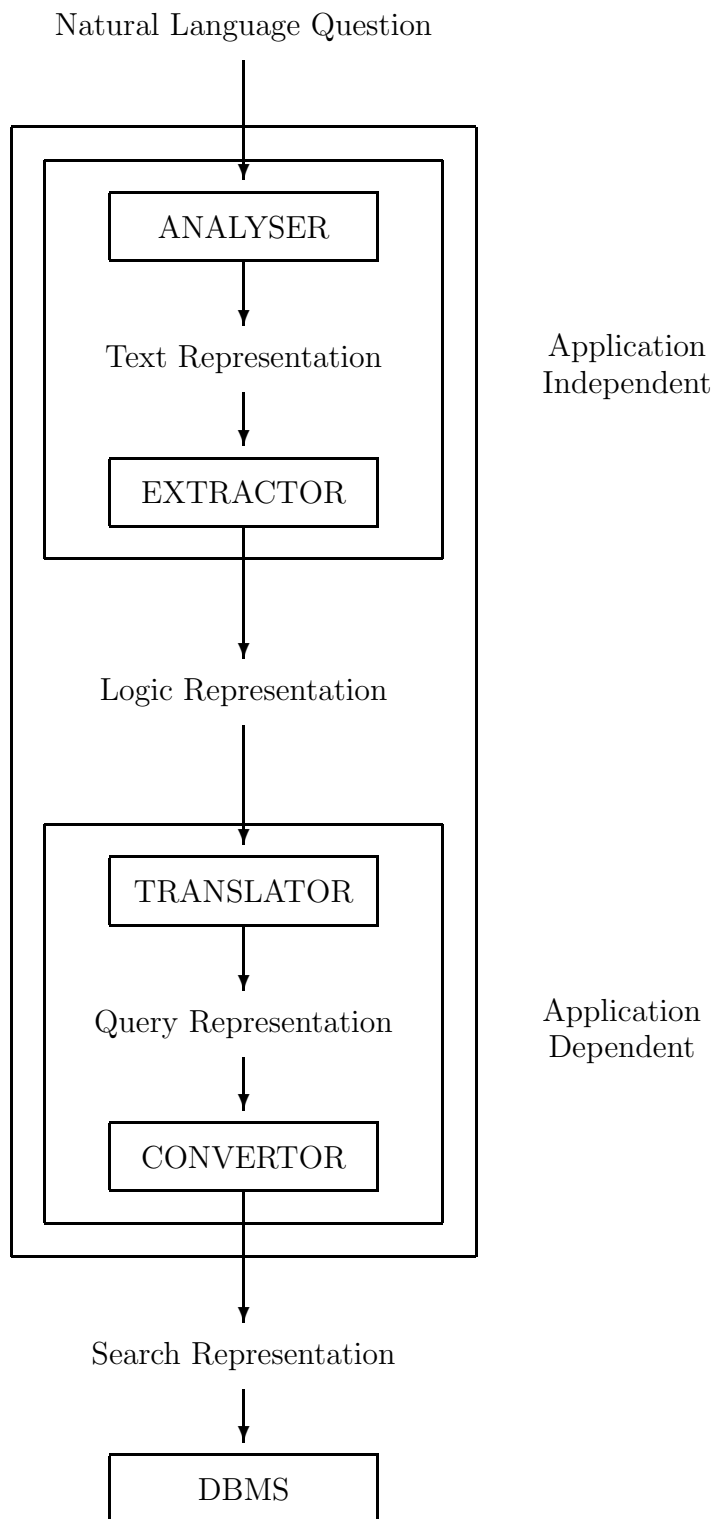 Natural Language Question
ANALYSER
Text Representation
Application
Independent
EXTRACTOR
Logic Representation
TRANSLATOR
Query Representation
Application
Dependent
CONVERTOR
Search Representation
DBMS